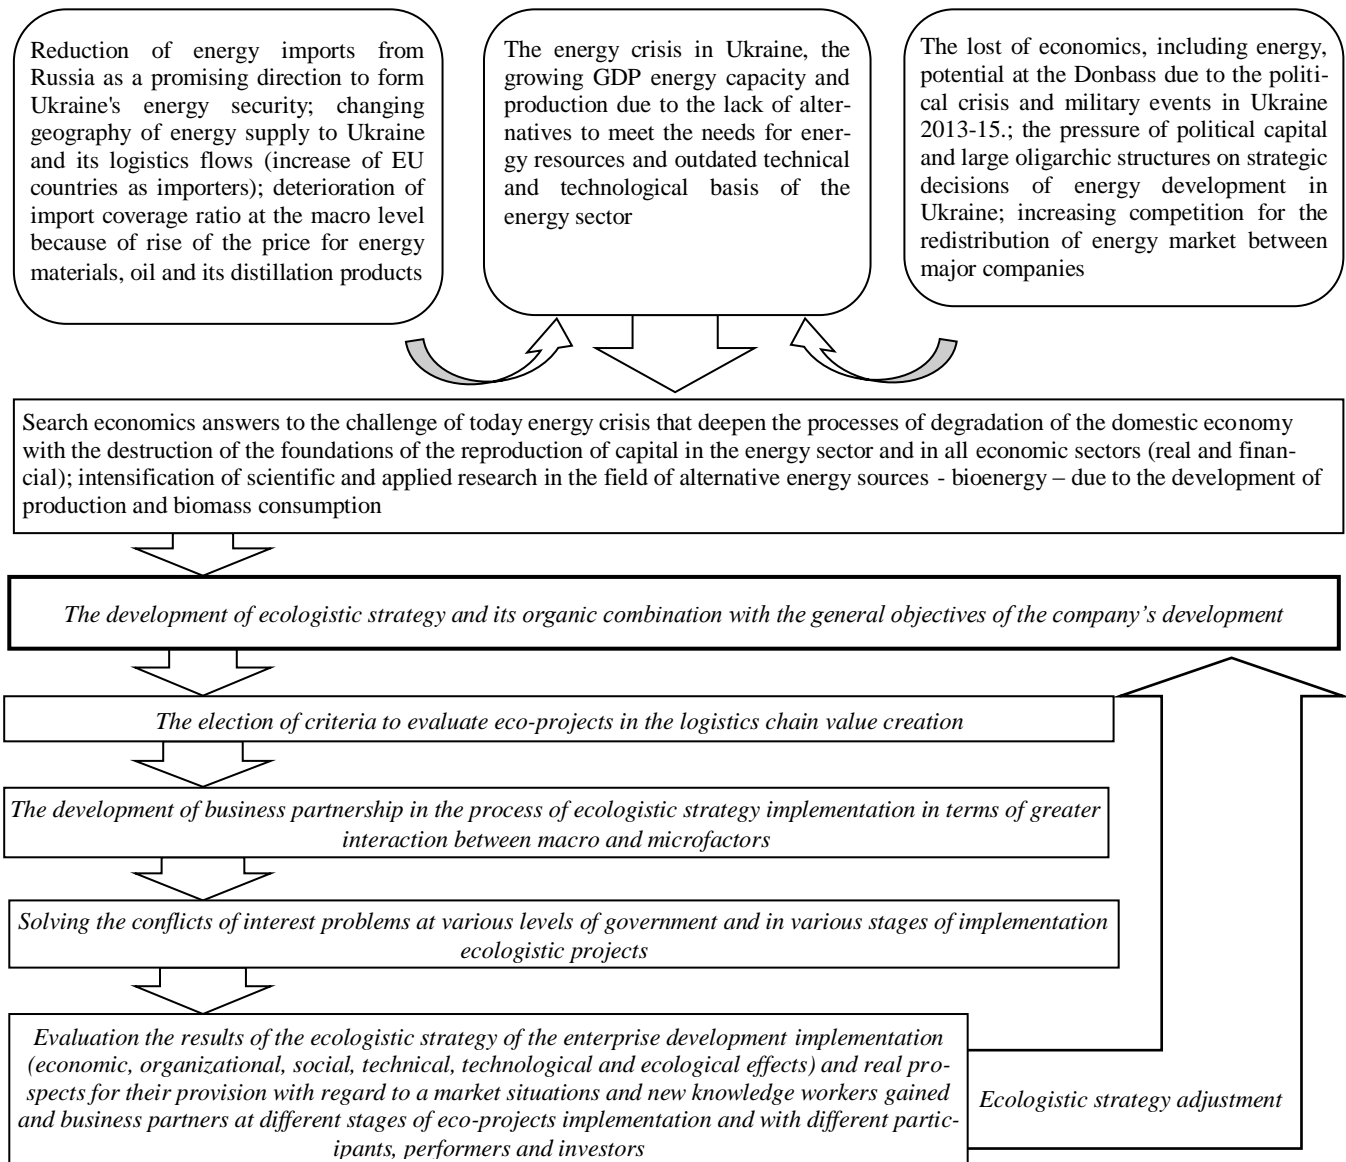 Reduction of energy imports from
Russia as a promising direction to form
Ukraine's energy security; changing
geography of energy supply to Ukraine
and its logistics flows (increase of EU
countries as importers); deterioration of
import coverage ratio at the macro level
because of rise of the price for energy
materials, oil and its distillation products
The energy crisis in Ukraine, the
growing GDP energy capacity and
production due to the lack of alter-
natives to meet the needs for ener-
gy resources and outdated technical
and technological basis of the
energy sector
The lost of economics, including energy,
potential at the Donbass due to the politi-
cal crisis and military events in Ukraine
2013-15.; the pressure of political capital
and large oligarchic structures on strategic
decisions of energy development in
Ukraine; increasing competition for the
redistribution of energy market between
major companies
Search economics answers to the challenge of today energy crisis that deepen the processes of degradation of the domestic economy
with the destruction of the foundations of the reproduction of capital in the energy sector and in all economic sectors (real and finan-
cial); intensification of scientific and applied research in the field of alternative energy sources - bioenergy – due to the development of
production and biomass consumption
The development of ecologistic strategy and its organic combination with the general objectives of the company’s development
The election of criteria to evaluate eco-projects in the logistics chain value creation
The development of business partnership in the process of ecologistic strategy implementation in terms of greater
interaction between macro and microfactors
Solving the conflicts of interest problems at various levels of government and in various stages of implementation
ecologistic projects
Evaluation the results of the ecologistic strategy of the enterprise development implementation
(economic, organizational, social, technical, technological and ecological effects) and real pro-
spects for their provision with regard to a market situations and new knowledge workers gained
and business partners at different stages of eco-projects implementation and with different partic-
ipants, performers and investors
Ecologistic strategy adjustment